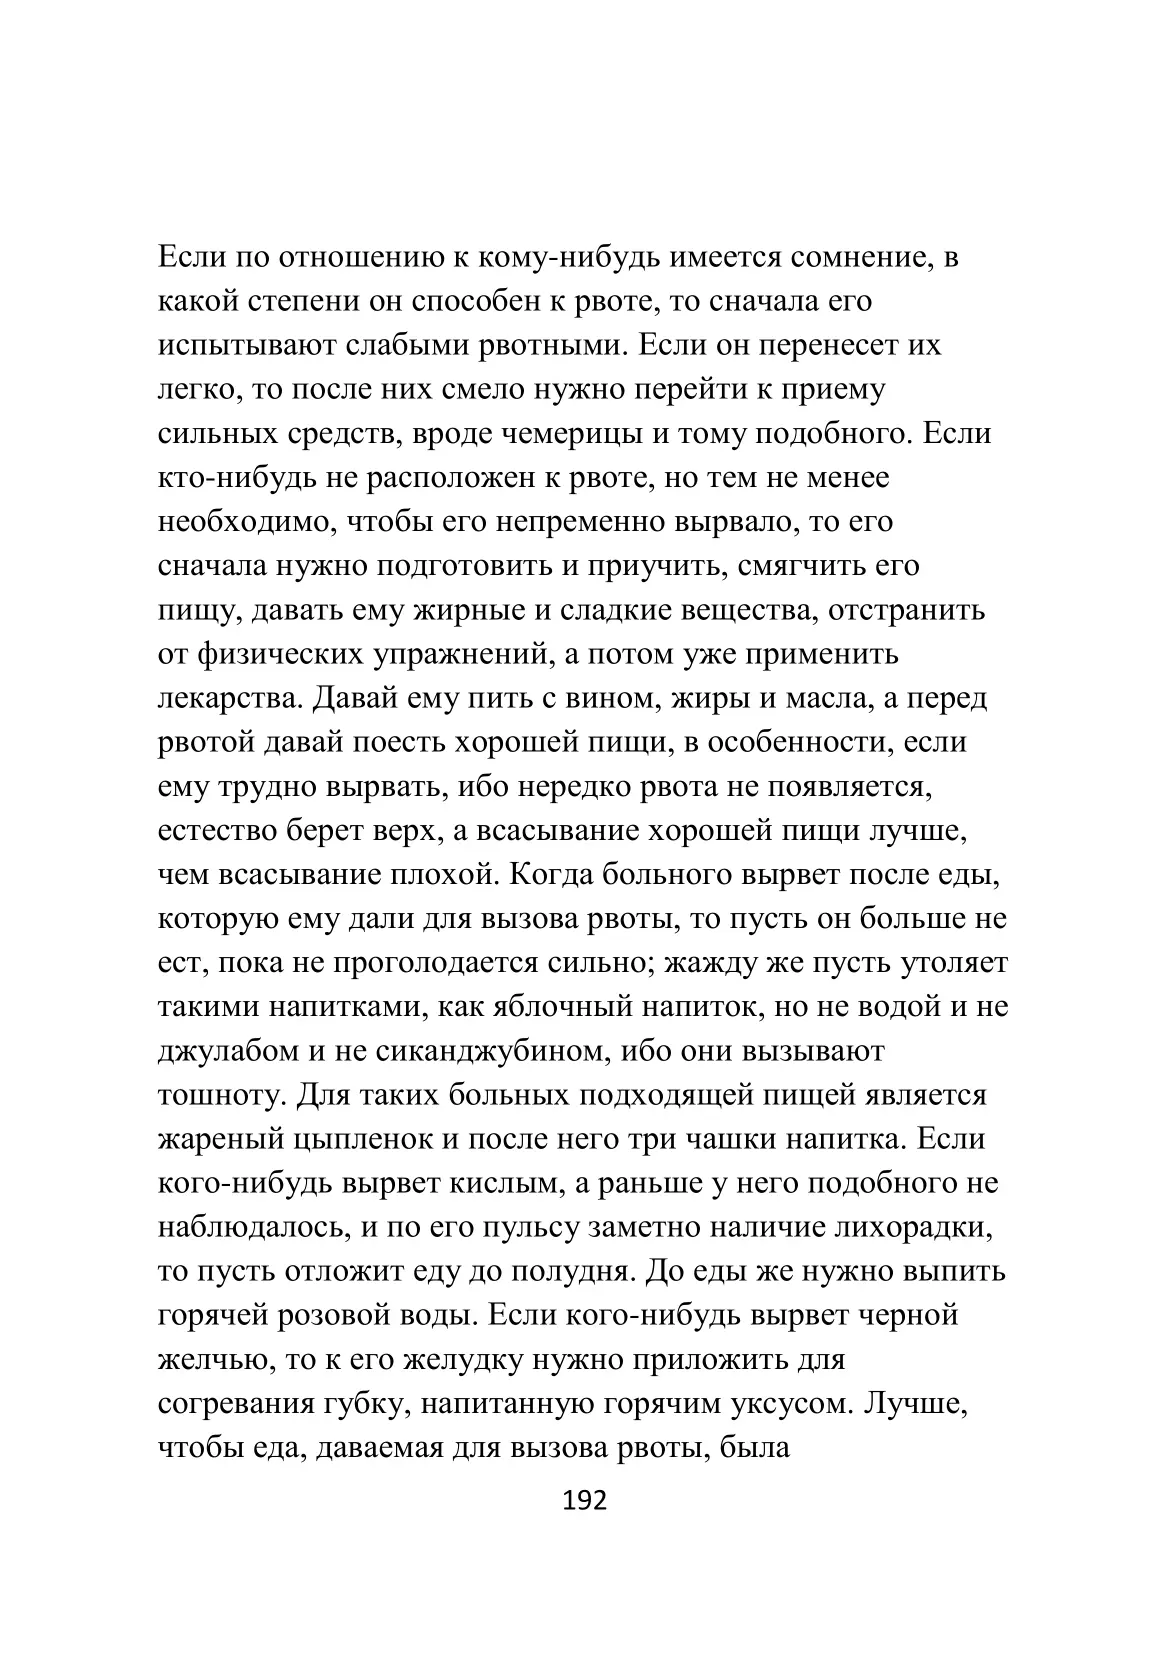 Если по отношению к кому-нибудь имеется сомнение, в
какой степени он способен к рвоте, то сначала его
испытывают слабыми рвотными. Если он перенесет их
легко, то после них смело нужно перейти к приему
сильных средств, вроде чемерицы и тому подобного. Если
кто-нибудь не расположен к рвоте, но тем не менее
необходимо, чтобы его непременно вырвало, то его
сначала нужно подготовить и приучить, смягчить его
пищу, давать ему жирные и сладкие вещества, отстранить
от физических упражнений, а потом уже применить
лекарства. Давай ему пить с вином, жиры и масла, а перед
рвотой давай поесть хорошей пищи, в особенности, если
ему трудно вырвать, ибо нередко рвота не появляется,
естество берет верх, а всасывание хорошей пищи лучше,
чем всасывание плохой. Когда больного вырвет после еды,
которую ему дали для вызова рвоты, то пусть он больше не
ест, пока не проголодается сильно; жажду же пусть утоляет
такими напитками, как яблочный напиток, но не водой и не
джулабом и не сиканджубином, ибо они вызывают
тошноту. Для таких больных подходящей пищей является
жареный цыпленок и после него три чашки напитка. Если
кого-нибудь вырвет кислым, а раньше у него подобного не
наблюдалось, и по его пульсу заметно наличие лихорадки,
то пусть отложит еду до полудня. До еды же нужно выпить
горячей розовой воды. Если кого-нибудь вырвет черной
желчью, то к его желудку нужно приложить для
согревания губку, напитанную горячим уксусом. Лучше,
чтобы еда, даваемая для вызова рвоты, была
192